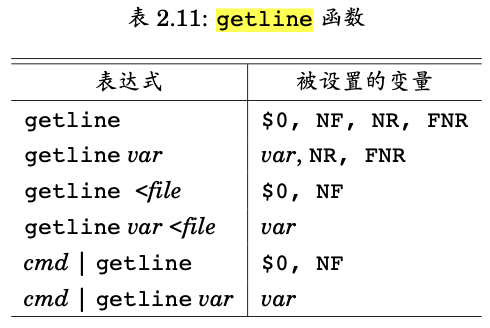 表 2.11: getline 函数
表达式 被设置的变量
getline $0, NF, NR, FNR
getline var var, NR, FNR
getline <file $0, NF
getline var <file var
cmd | getline $0, NF
cmd | getline var var